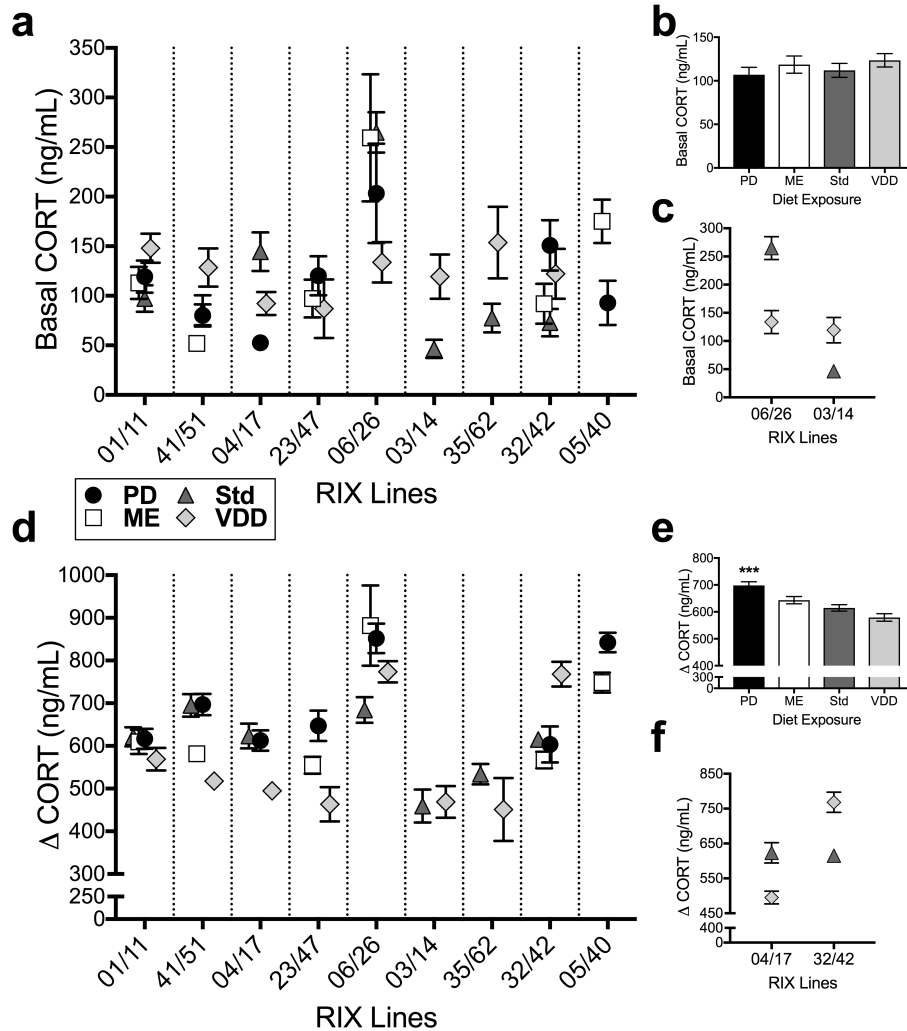 a
Basal CORT (ng/mL)
350
300
250
200
150
100
50
0
01/11
41/51
04/17
23/47
06/26
03/14
35/62
32/42
05/40
RIX Lines
PD
Std
ME
VDD
b
Basal CORT (ng/mL)
150
100
50
0
PD
ME
Std
VDD
Diet Exposure
c
Basal CORT (ng/mL)
300
250
200
150
100
50
0
06/26
03/14
RIX Lines
d
Δ CORT (ng/mL)
1000
900
800
700
600
500
400
300
250
0
01/11
41/51
04/17
23/47
06/26
03/14
35/62
32/42
05/40
RIX Lines
e
Δ CORT (ng/mL)
800
700
600
500
400
300
0
***
PD
ME
Std
VDD
Diet Exposure
f
Δ CORT (ng/mL)
850
750
650
550
450
400
0
04/17
32/42
RIX Lines